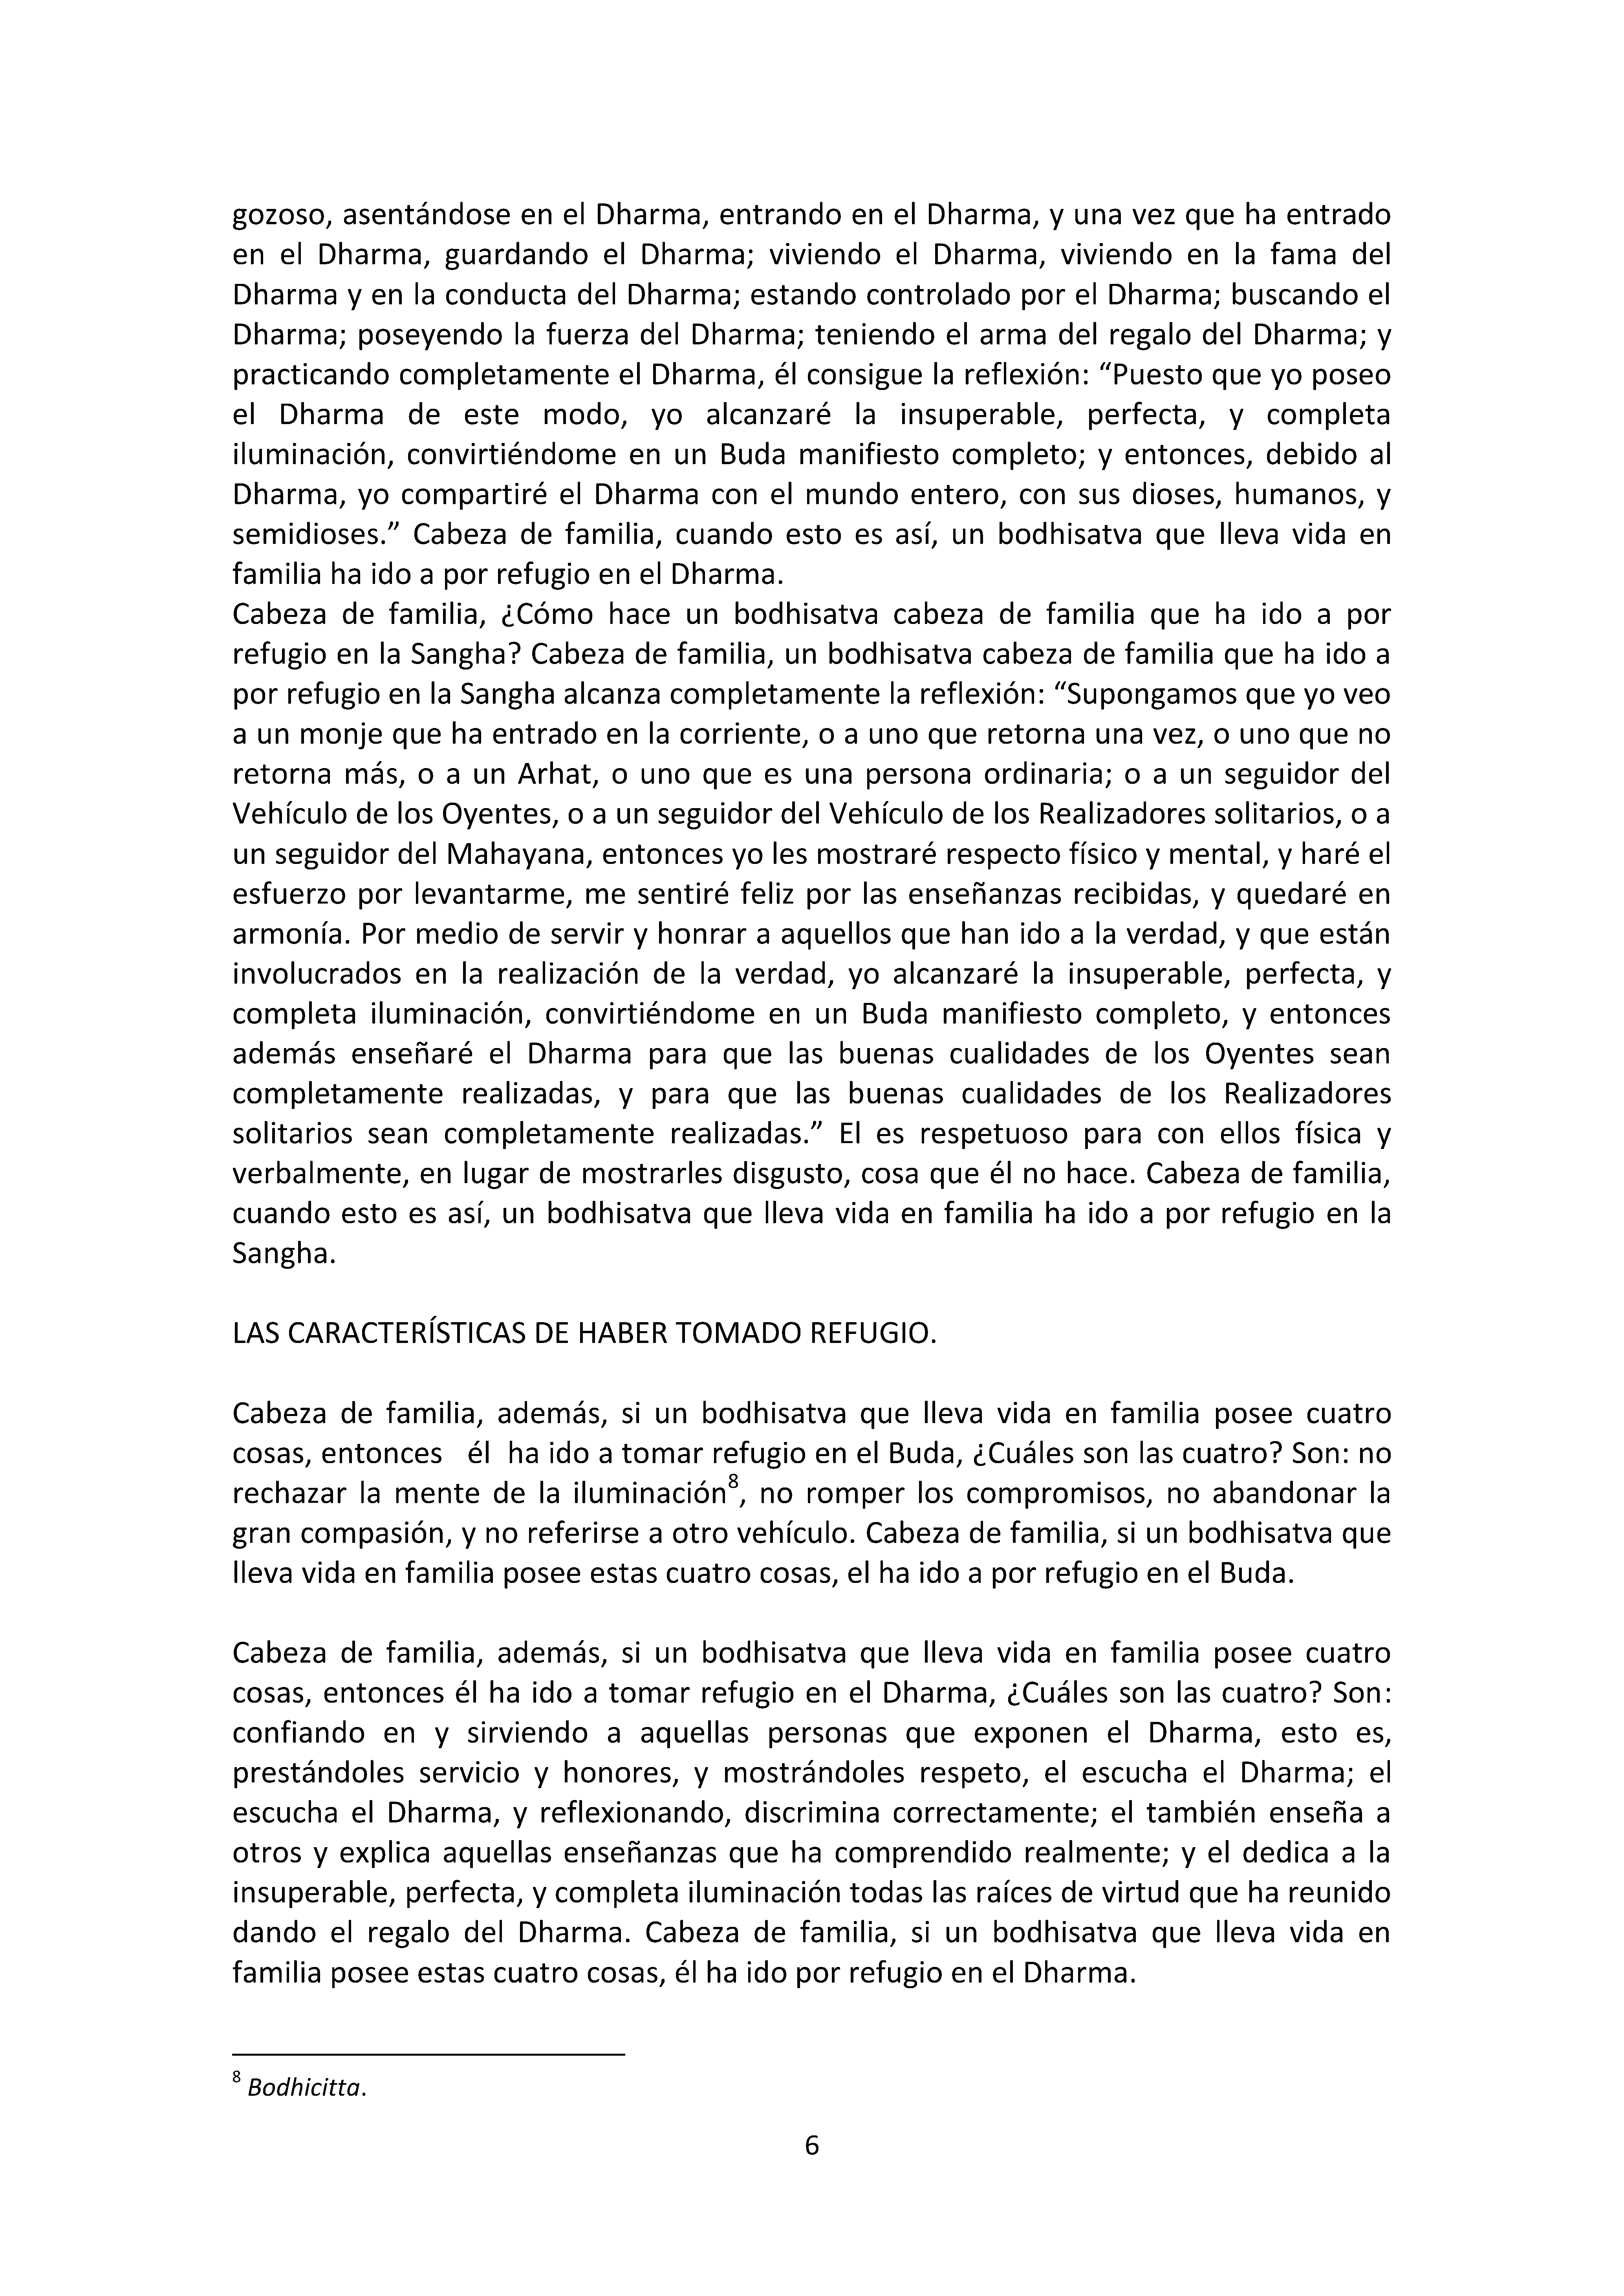 gozoso, asentándose en el Dharma, entrando en el Dharma, y una vez que ha entrado
en el Dharma, guardando el Dharma; viviendo el Dharma, viviendo en la fama del
Dharma y en la conducta del Dharma; estando controlado por el Dharma; buscando el
Dharma; poseyendo la fuerza del Dharma; teniendo el arma del regalo del Dharma; y
practicando completamente el Dharma, él consigue la reflexión: “Puesto que yo poseo
el Dharma de este modo, yo alcanzaré la insuperable, perfecta, y completa
iluminación, convirtiéndome en un Buda manifiesto completo; y entonces, debido al
Dharma, yo compartiré el Dharma con el mundo entero, con sus dioses, humanos, y
semidioses.” Cabeza de familia, cuando esto es así, un bodhisatva que lleva vida en
familia ha ido a por refugio en el Dharma.
Cabeza de familia, ¿Cómo hace un bodhisatva cabeza de familia que ha ido a por
refugio en la Sangha? Cabeza de familia, un bodhisatva cabeza de familia que ha ido a
por refugio en la Sangha alcanza completamente la reflexión: “Supongamos que yo veo
a un monje que ha entrado en la corriente, o a uno que retorna una vez, o uno que no
retorna más, o a un Arhat, o uno que es una persona ordinaria; o a un seguidor del
Vehículo de los Oyentes, o a un seguidor del Vehículo de los Realizadores solitarios, o a
un seguidor del Mahayana, entonces yo les mostraré respecto físico y mental, y haré el
esfuerzo por levantarme, me sentiré feliz por las enseñanzas recibidas, y quedaré en
armonía. Por medio de servir y honrar a aquellos que han ido a la verdad, y que están
involucrados en la realización de la verdad, yo alcanzaré la insuperable, perfecta, y
completa iluminación, convirtiéndome en un Buda manifiesto completo, y entonces
además enseñaré el Dharma para que las buenas cualidades de los Oyentes sean
completamente realizadas, y para que las buenas cualidades de los Realizadores
solitarios sean completamente realizadas.” El es respetuoso para con ellos física y
verbalmente, en lugar de mostrarles disgusto, cosa que él no hace. Cabeza de familia,
cuando esto es así, un bodhisatva que lleva vida en familia ha ido a por refugio en la
Sangha.
LAS CARACTERÍSTICAS DE HABER TOMADO REFUGIO.
Cabeza de familia, además, si un bodhisatva que lleva vida en familia posee cuatro
cosas, entonces él ha ido a tomar refugio en el Buda, ¿Cuáles son las cuatro? Son: no
rechazar la mente de la iluminación8, no romper los compromisos, no abandonar la
gran compasión, y no referirse a otro vehículo. Cabeza de familia, si un bodhisatva que
lleva vida en familia posee estas cuatro cosas, el ha ido a por refugio en el Buda.
Cabeza de familia, además, si un bodhisatva que lleva vida en familia posee cuatro
cosas, entonces él ha ido a tomar refugio en el Dharma, ¿Cuáles son las cuatro? Son:
confiando en y sirviendo a aquellas personas que exponen el Dharma, esto es,
prestándoles servicio y honores, y mostrándoles respeto, el escucha el Dharma; el
escucha el Dharma, y reflexionando, discrimina correctamente; el también enseña a
otros y explica aquellas enseñanzas que ha comprendido realmente; y el dedica a la
insuperable, perfecta, y completa iluminación todas las raíces de virtud que ha reunido
dando el regalo del Dharma. Cabeza de familia, si un bodhisatva que lleva vida en
familia posee estas cuatro cosas, él ha ido por refugio en el Dharma.
8 Bodhicitta.
6